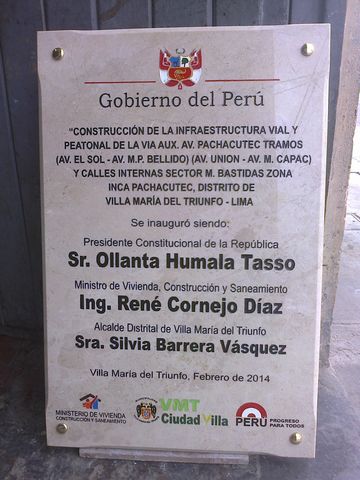 Gobierno del Perú
“CONSTRUCCIÓN DE LA INFRAESTRUCTURA VIAL Y
PEATONAL DE LA VIA AUX. AV. PACHACUTEC TRAMOS
(AV. EL SOL - AV. M.P. BELLIDO) (AV. UNION - AV. M. CAPAC)
Y CALLES INTERNAS SECTOR M. BASTIDAS ZONA
INCA PACHACUTEC, DISTRITO DE
VILLA MARÍA DEL TRIUNFO - LIMA
Se inauguró siendo:
Presidente Constitucional de la República
Sr. Ollanta Humala Tasso
Ministro de Vivienda, Construcción y Saneamiento
Ing. René Cornejo Díaz
Alcalde Distrital de Villa María del Triunfo
Sra. Silvia Barrera Vásquez
Villa María del Triunfo, Febrero de 2014
MINISTERIO DE VIVIENDA
CONSTRUCCIÓN Y SANEAMIENTO
VMT
Ciudad Villa
PERÚ
PROGRESO
PARA TODOS